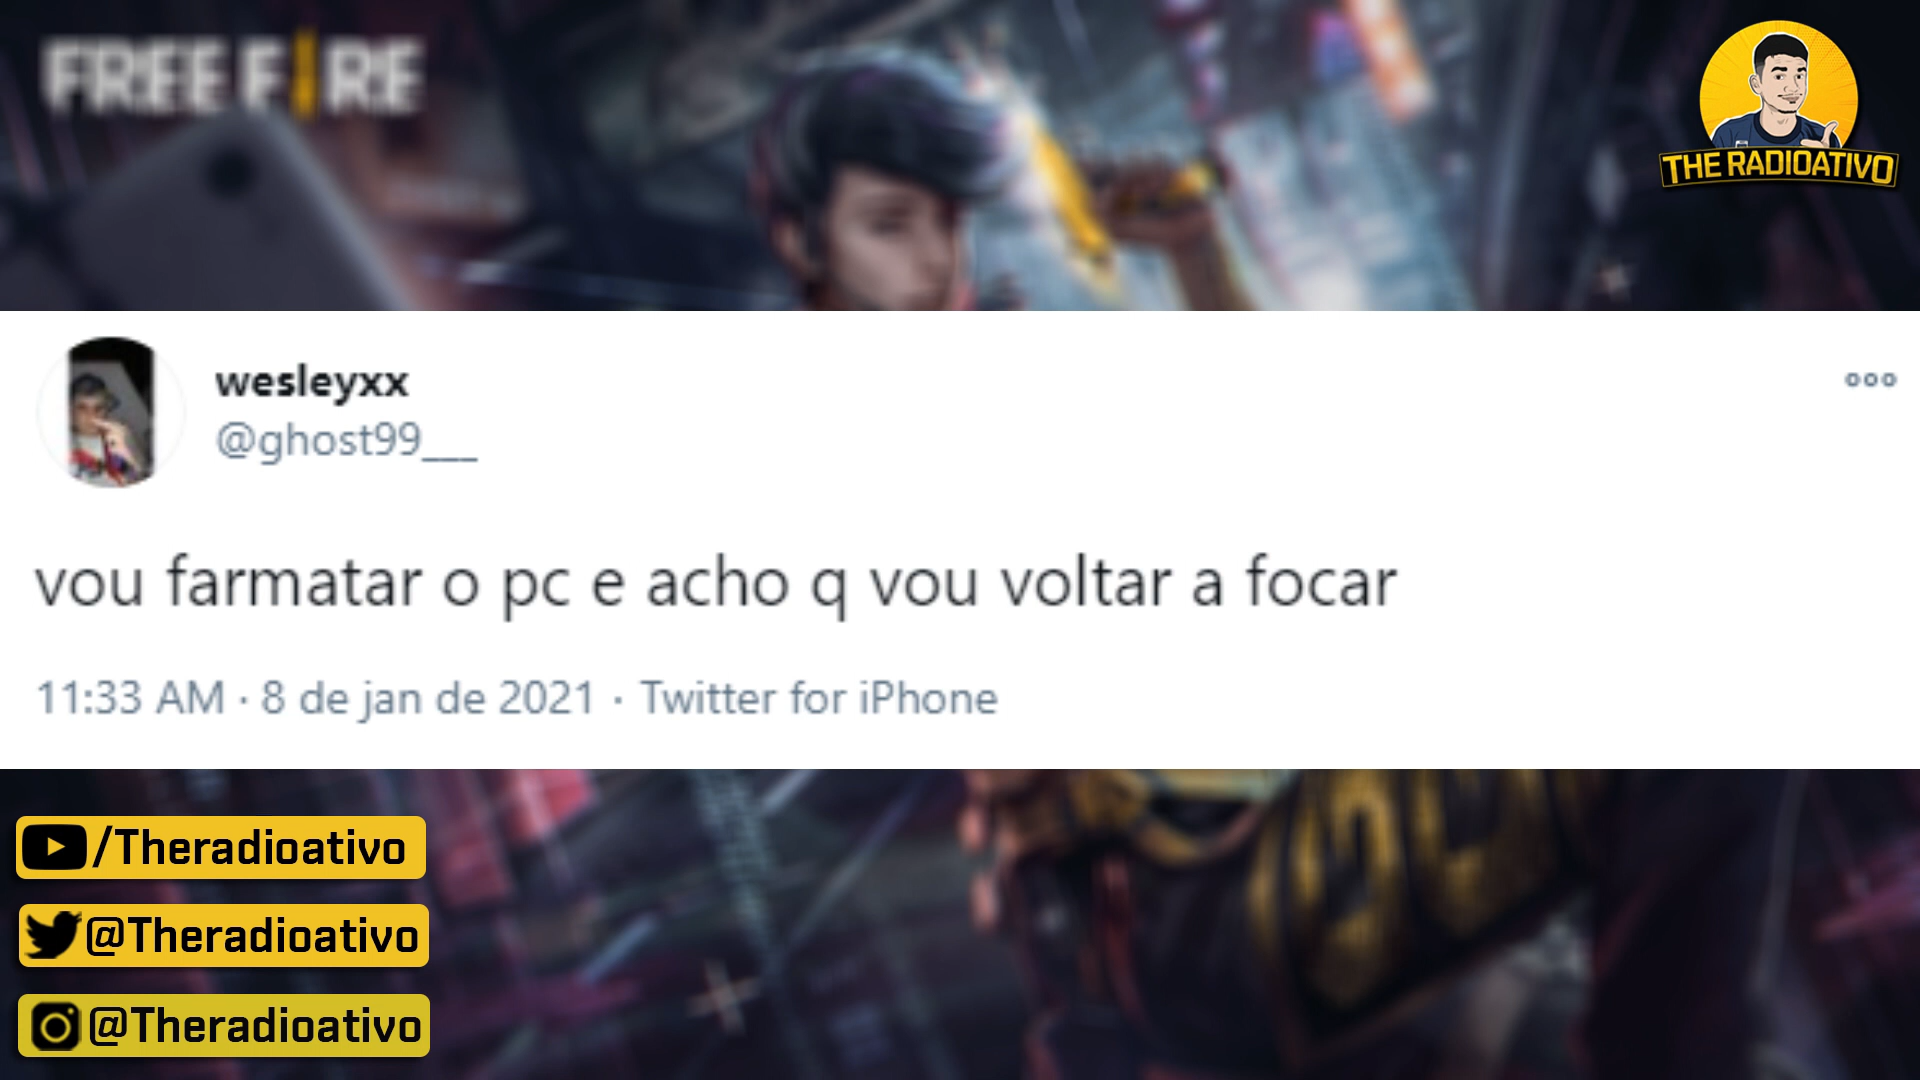 FREE FIRE
THE RADIOATIVO
wesleyxx
@ghost99___
vou farmatar o pc e acho q vou voltar a focar
11:33 AM · 8 de jan de 2021 · Twitter for iPhone
/Theradioativo
@Theradioativo
@Theradioativo